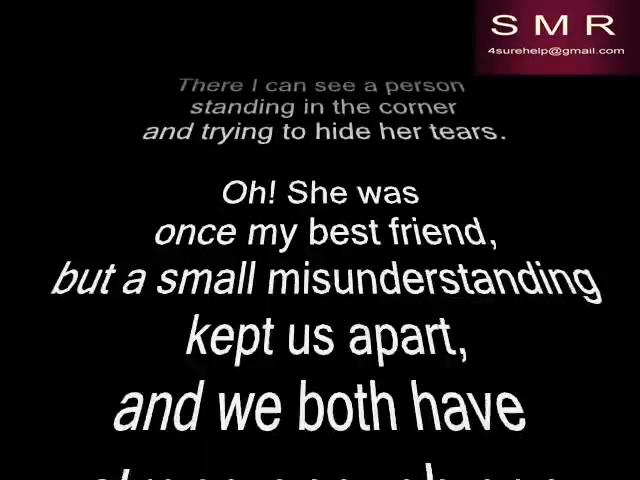 S M R
4surehelp@gmail.com
There I can see a person
standing in the corner
and trying to hide her tears.
Oh! She was
once my best friend,
but a small misunderstanding
kept us apart,
and we both have